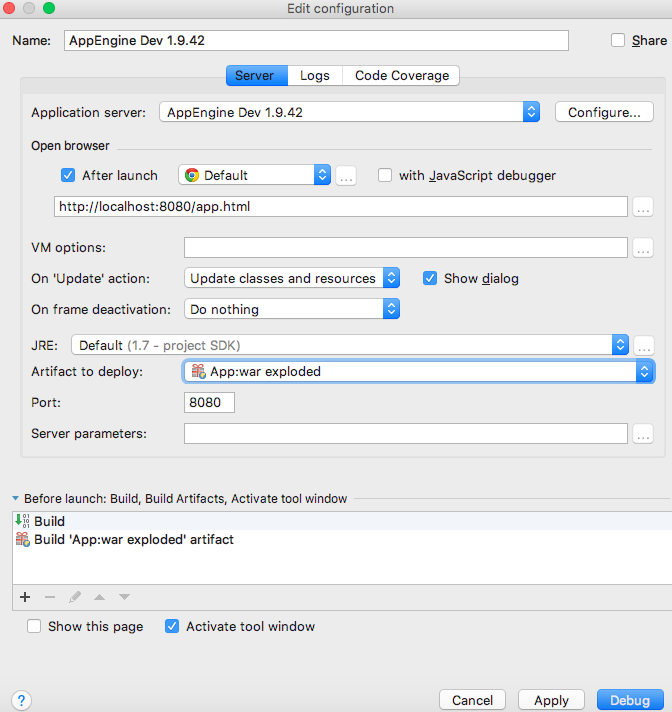 Edit configuration
Name: AppEngine Dev 1.9.42 Share
Server Logs Code Coverage
Application server: AppEngine Dev 1.9.42 Configure...
Open browser
After launch Default ... with JavaScript debugger
http://localhost:8080/app.html ...
VM options: ...
On 'Update' action: Update classes and resources Show dialog
On frame deactivation: Do nothing
JRE: Default (1.7 - project SDK) ...
Artifact to deploy: App:war exploded
Port: 8080
Server parameters: ...
Before launch: Build, Build Artifacts, Activate tool window
Build
Build 'App:war exploded' artifact
Show this page Activate tool window
? Cancel Apply Debug